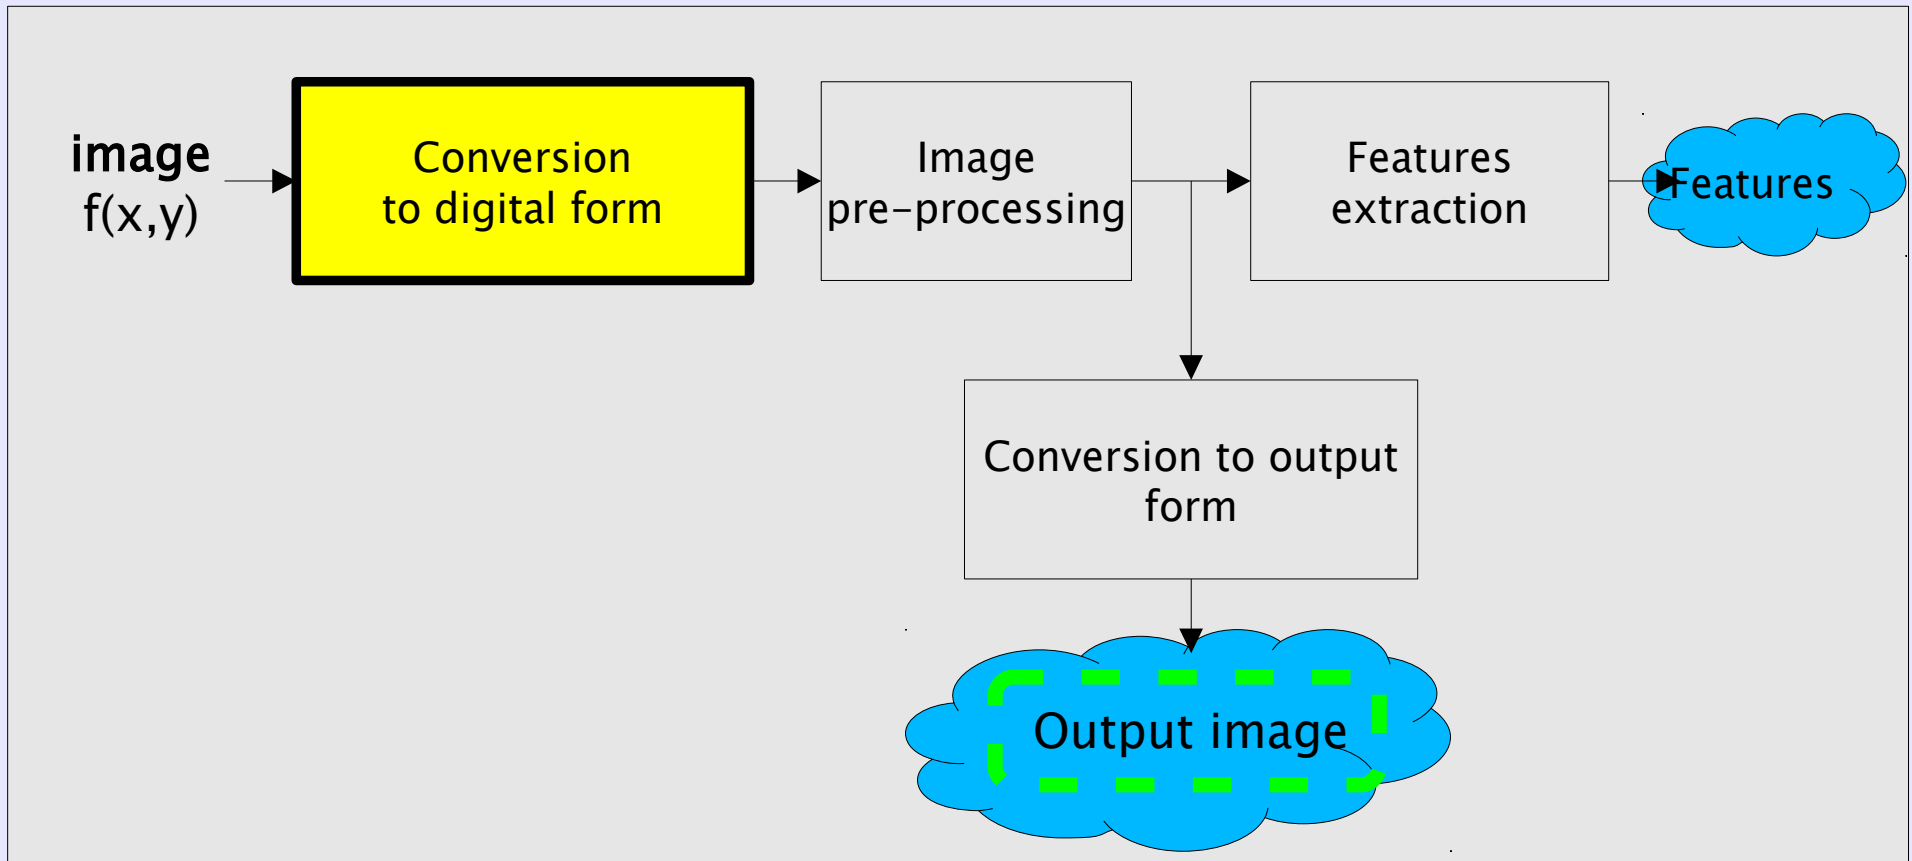 image
f(x,y)
Conversion
to digital form
Image
pre-processing
Features
extraction
Features
Conversion to output
form
Output image